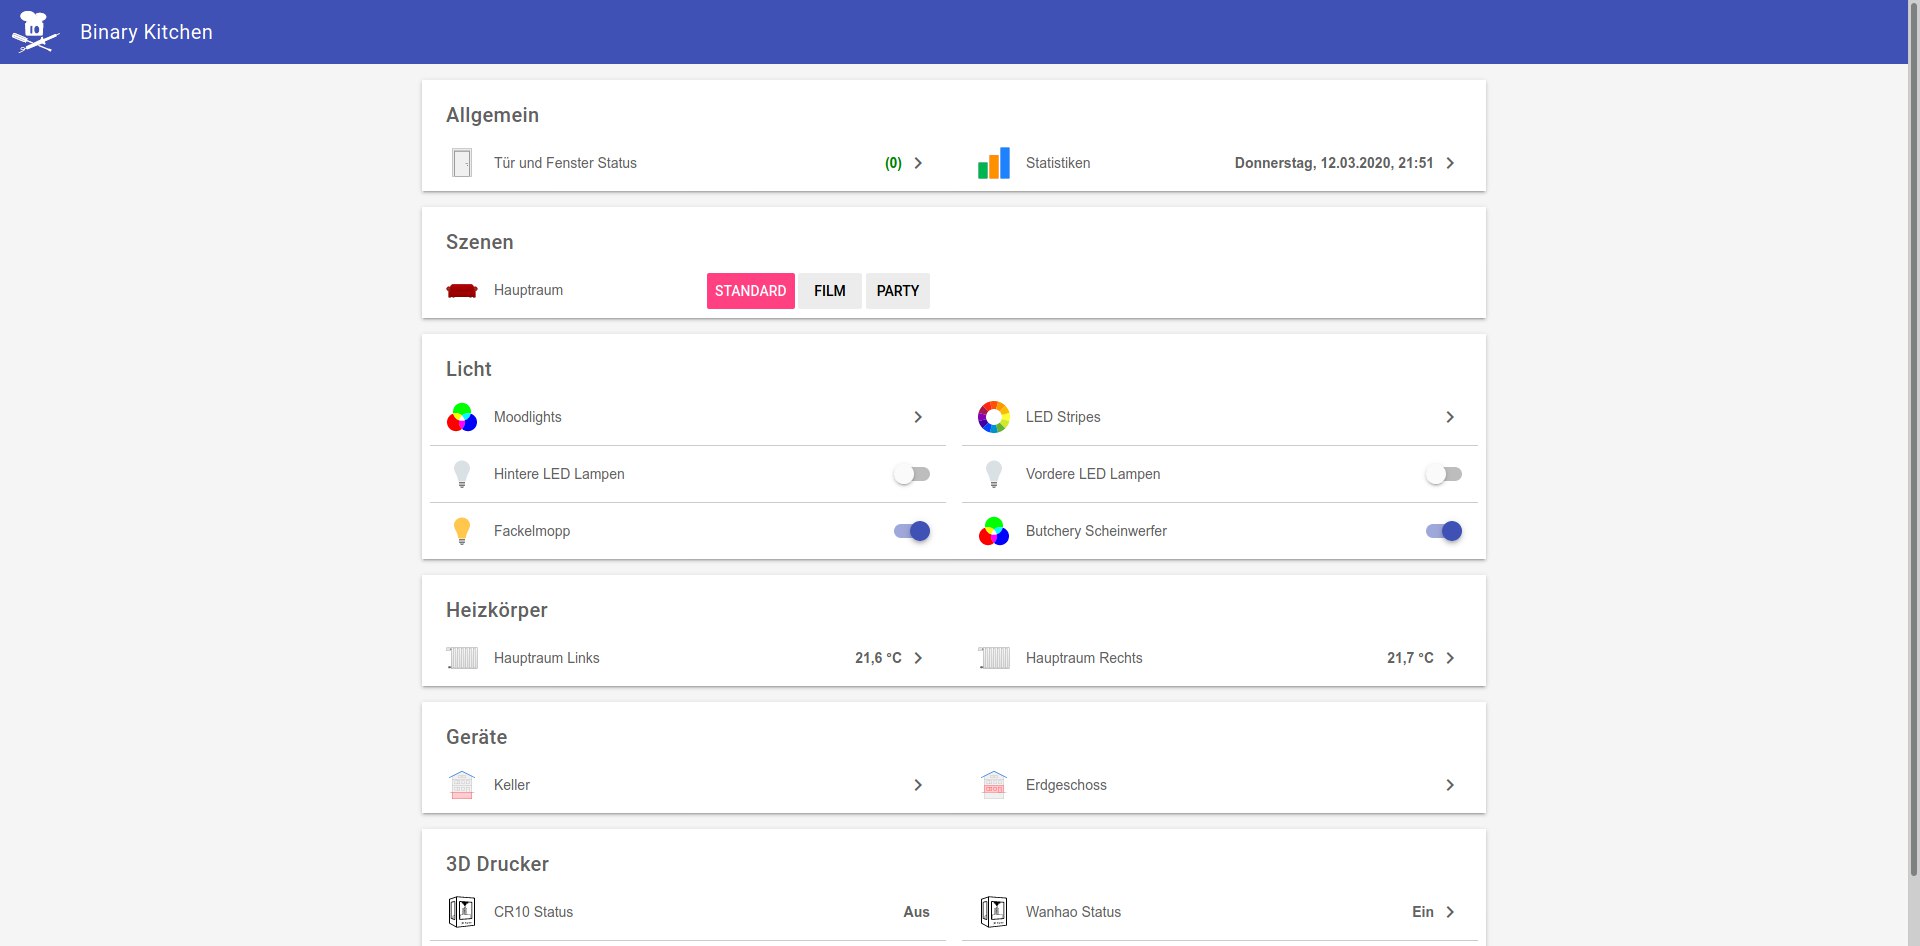 Binary Kitchen
Allgemein
Tür und Fenster Status (0)
Statistiken Donnerstag, 12.03.2020, 21:51
Szenen
Hauptraum STANDARD FILM PARTY
Licht
Moodlights
LED Stripes
Hintere LED Lampen
Vordere LED Lampen
Fackelmopp
Butchery Scheinwerfer
Heizkörper
Hauptraum Links 21,6 °C
Hauptraum Rechts 21,7 °C
Geräte
Keller
Erdgeschoss
3D Drucker
CR10 Status Aus
Wanhao Status Ein